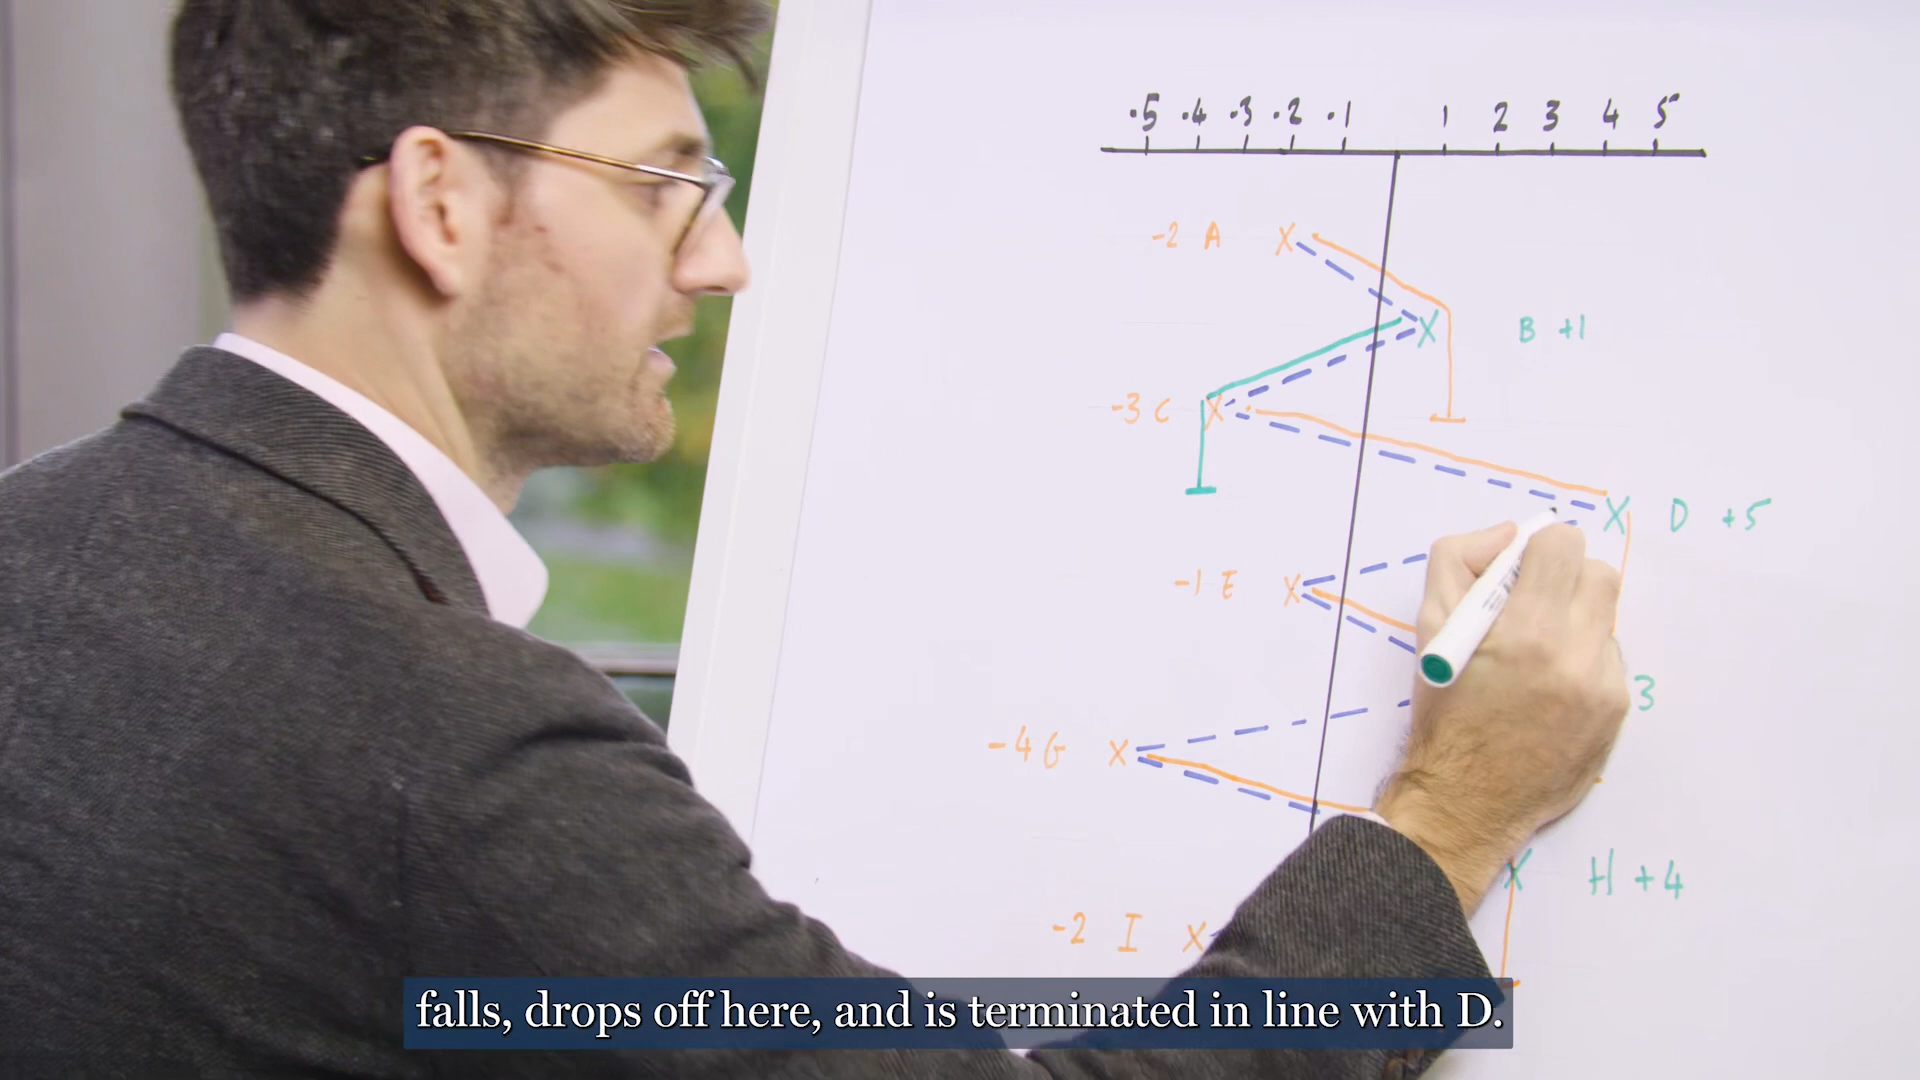 .5 .4 .3 .2 .1 1 2 3 4 5
-2 A X
X B +1
-3 C X
X D +5
-1 E X
3
-4 G X
X H +4
-2 I X
falls, drops off here, and is terminated in line with D.